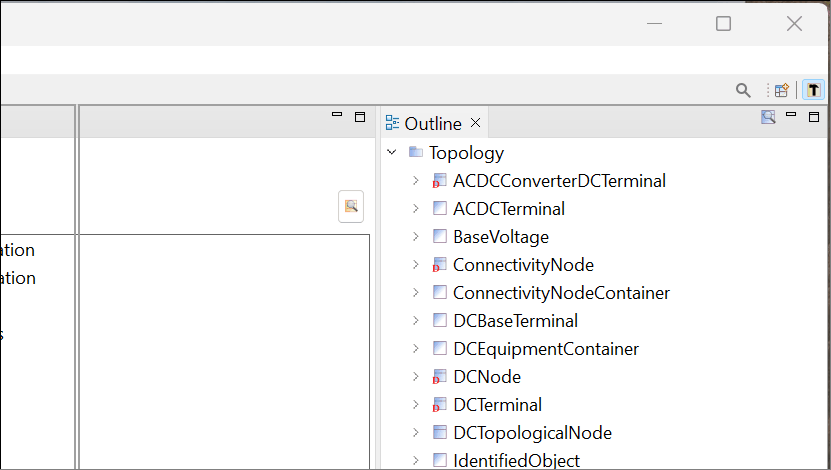 Outline
Topology
ACDCConverterDCTerminal
ACDCTerminal
BaseVoltage
ation
ConnectivityNode
ation
ConnectivityNodeContainer
DCBaseTerminal
s
DCEquipmentContainer
DCNode
DCTerminal
DCTopologicalNode
IdentifiedObject